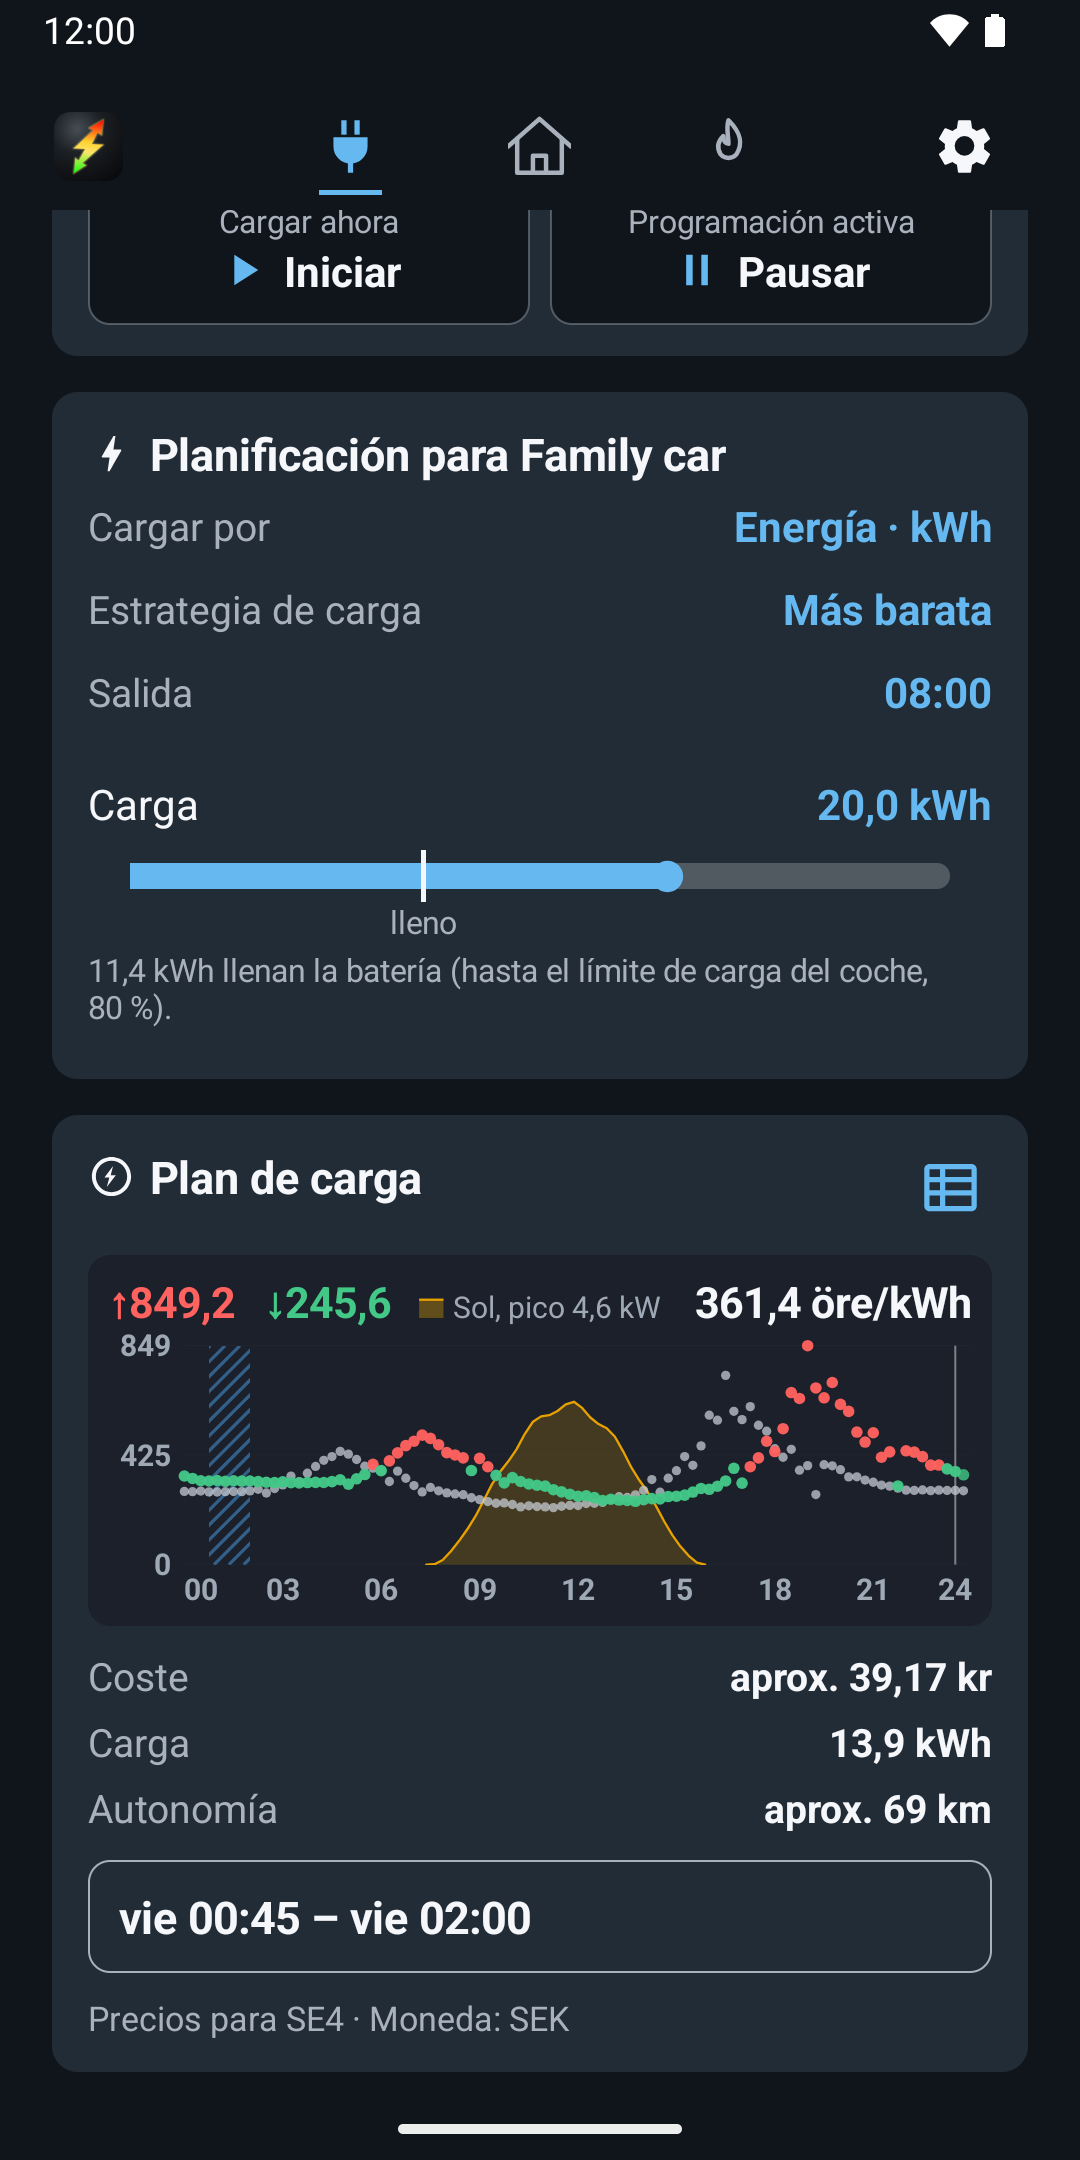 12:00
Cargar ahora
Iniciar
Programación activa
Pausar
Planificación para Family car
Cargar por
Energía · kWh
Estrategia de carga
Más barata
Salida
08:00
Carga
20,0 kWh
lleno
11,4 kWh llenan la batería (hasta el límite de carga del coche,
80 %).
Plan de carga
↑849,2 ↓245,6 Sol, pico 4,6 kW 361,4 öre/kWh
849
425
0
00 03 06 09 12 15 18 21 24
Coste
aprox. 39,17 kr
Carga
13,9 kWh
Autonomía
aprox. 69 km
vie 00:45 – vie 02:00
Precios para SE4 · Moneda: SEK